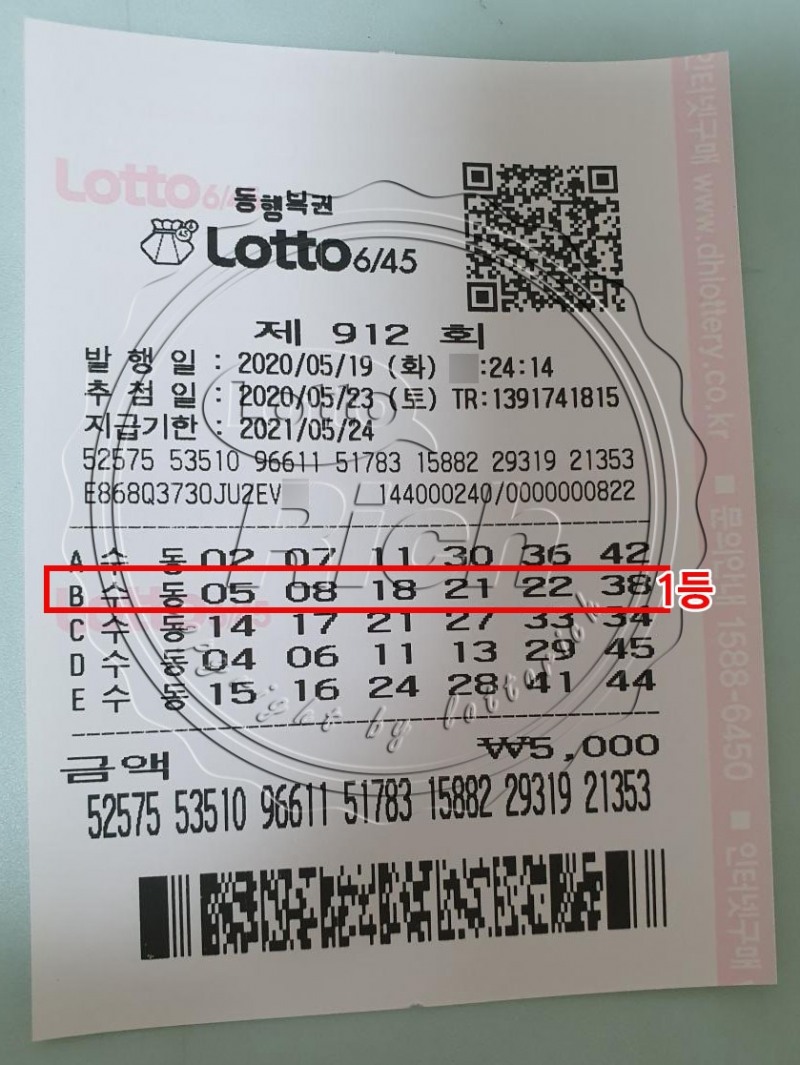 Lotto 6/45
동행복권
Lotto 6/45
제 912 회
발 행 일 : 2020/05/19 (화) :24:14
추 첨 일 : 2020/05/23 (토) TR:1391741815
지급기한 : 2021/05/24
52575 53510 96611 51783 15882 29319 21353
E868Q3730JU2EV / 144000240/0000000822
A 수 동 02 07 11 30 36 42
B 수 동 05 08 18 21 22 38 1등
C 수 동 14 17 21 27 33 34
D 수 동 04 06 11 13 29 45
E 수 동 15 16 24 28 41 44
금액 ₩5,000
52575 53510 96611 51783 15882 29319 21353
인터넷구매 www.dhlottery.co.kr ■ 문의안내 1588-6450 ■ 인터넷구매
Lotto
Rich
Copyright by lottorich